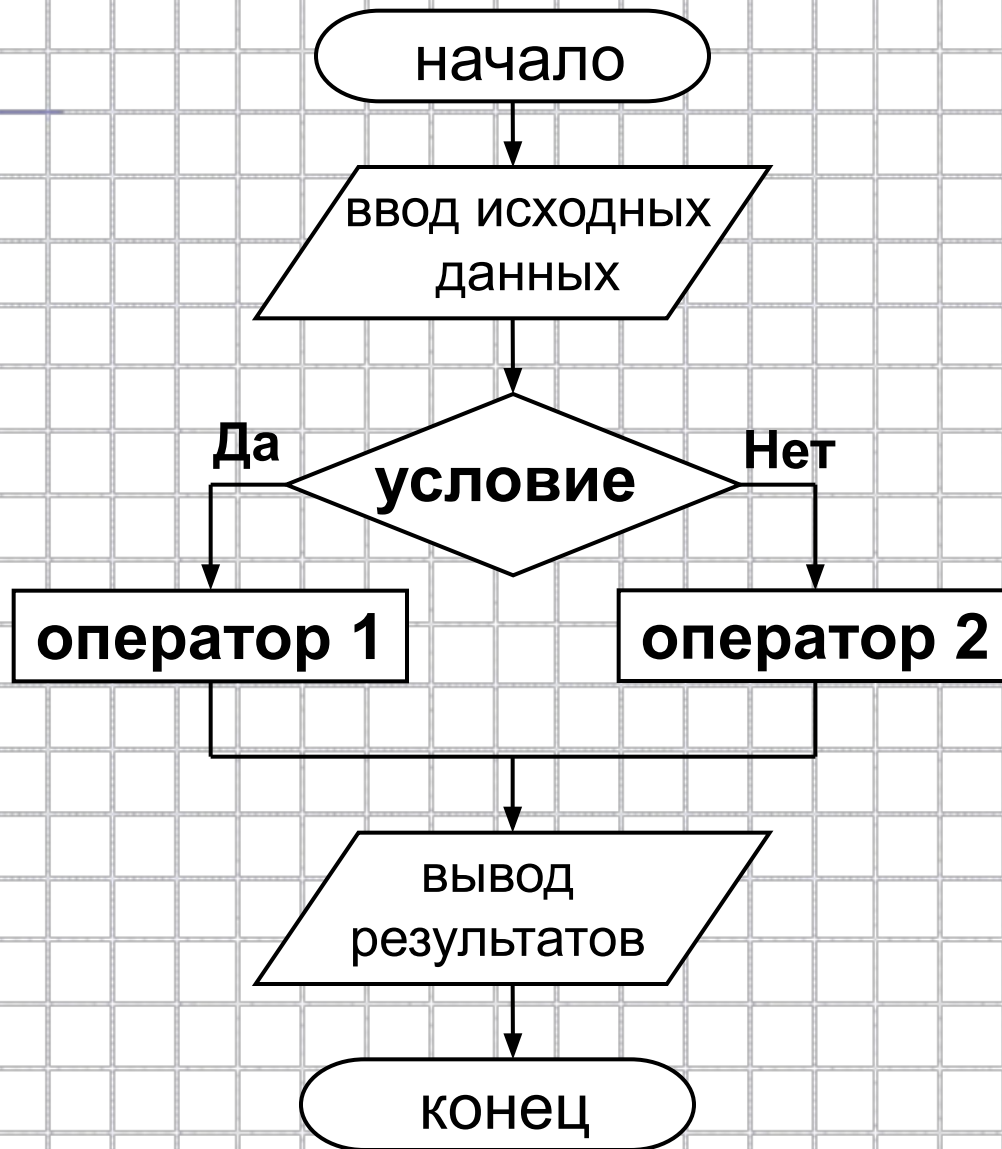 начало
ввод исходных
данных
Да
Нет
условие
оператор 1
оператор 2
вывод
результатов
конец